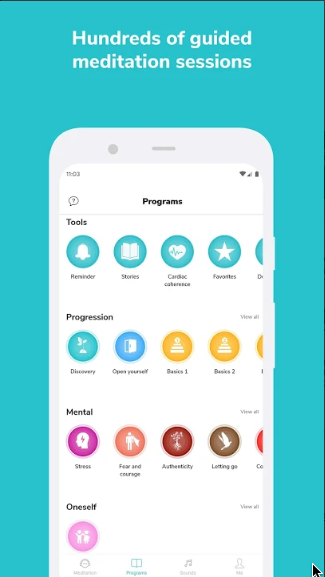 Hundreds of guided
meditation sessions
11:03
Programs
Tools
Reminder
Stories
Cardiac
coherence
Favorites
Progression
View all
Discovery
Open yourself
Basics 1
Basics 2
Mental
View all
Stress
Fear and
courage
Authenticity
Letting go
Co
Oneself
View all
Meditation
Programs
Sounds
Me